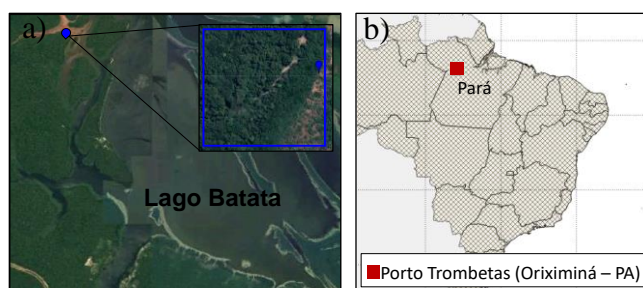 a)
Lago Batata
b)
Pará
Porto Trombetas (Oriximiná – PA)